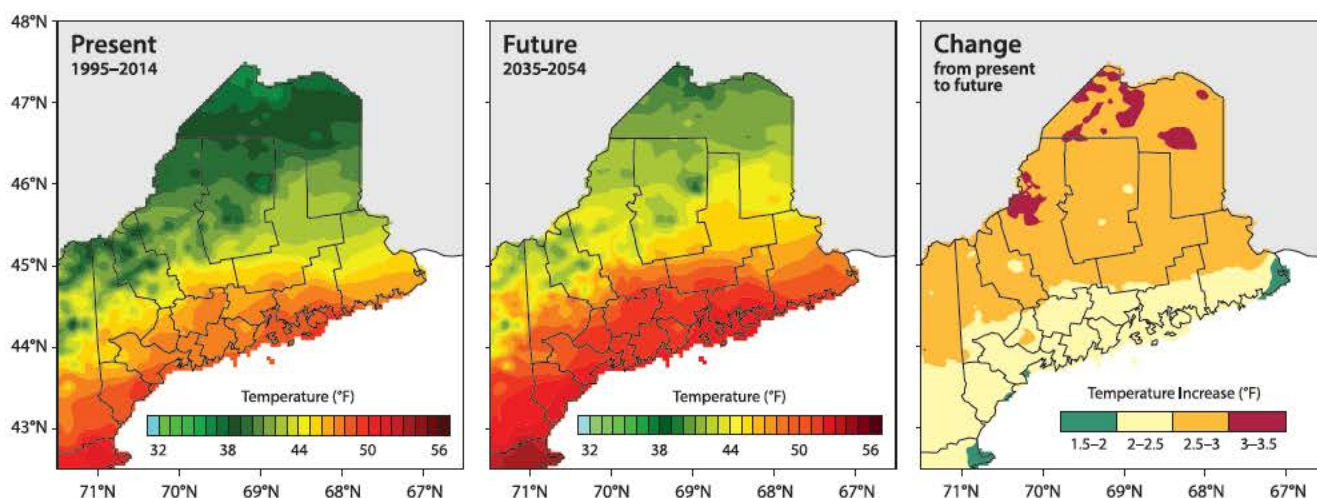 Present
1995–2014
Future
2035–2054
Change
from present
to future
48°N
47°N
46°N
45°N
44°N
43°N
Temperature (°F)
32 38 44 50 56
Temperature (°F)
32 38 44 50 56
Temperature Increase (°F)
1.5–2 2–2.5 2.5–3 3–3.5
71°N 70°N 69°N 68°N 67°N
71°N 70°N 69°N 68°N 67°N
71°N 70°N 69°N 68°N 67°N